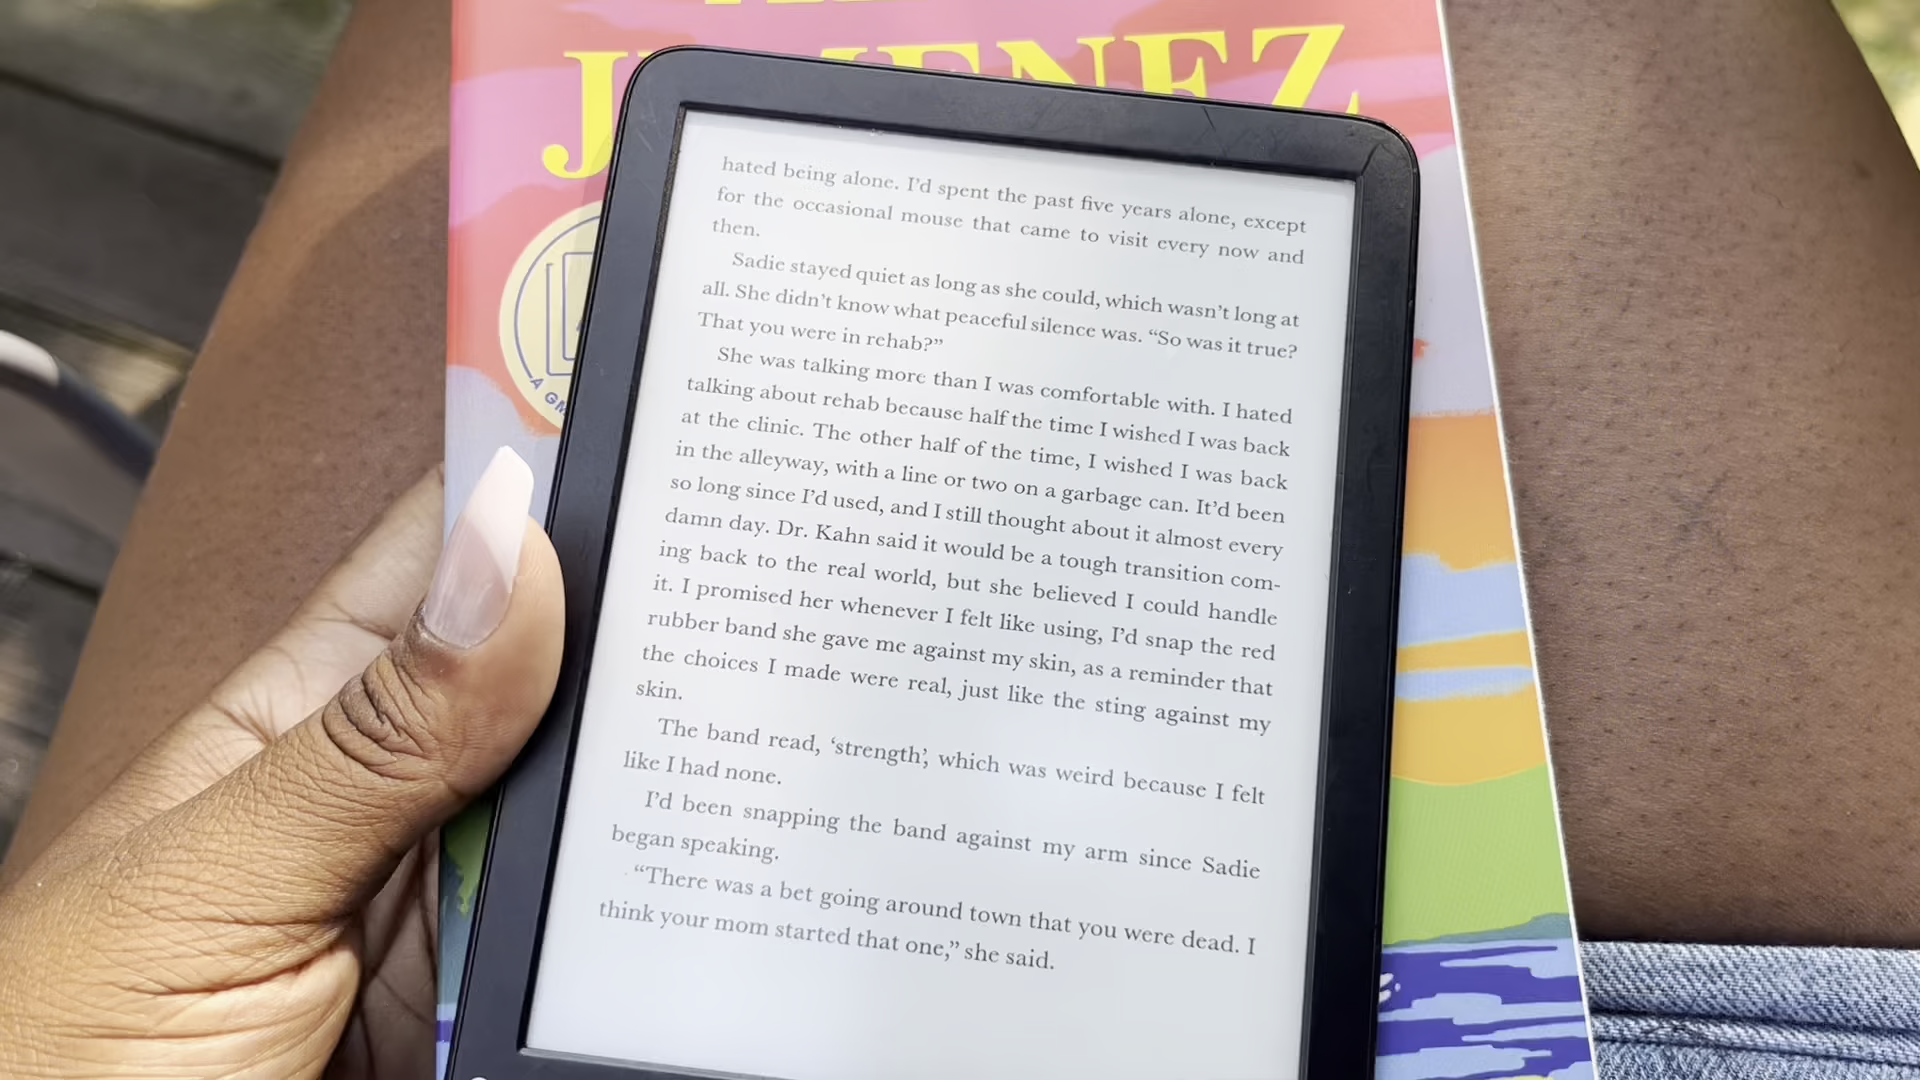 JIMENEZ
A GM
hated being alone. I'd spent the past five years alone, except
for the occasional mouse that came to visit every now and
then.
Sadie stayed quiet as long as she could, which wasn't long at
all. She didn't know what peaceful silence was. “So was it true?
That you were in rehab?”
She was talking more than I was comfortable with. I hated
talking about rehab because half the time I wished I was back
at the clinic. The other half of the time, I wished I was back
in the alleyway, with a line or two on a garbage can. It'd been
so long since I'd used, and I still thought about it almost every
damn day. Dr. Kahn said it would be a tough transition com-
ing back to the real world, but she believed I could handle
it. I promised her whenever I felt like using, I'd snap the red
rubber band she gave me against my skin, as a reminder that
the choices I made were real, just like the sting against my
skin.
The band read, ‘strength’, which was weird because I felt
like I had none.
I'd been snapping the band against my arm since Sadie
began speaking.
“There was a bet going around town that you were dead. I
think your mom started that one,” she said.